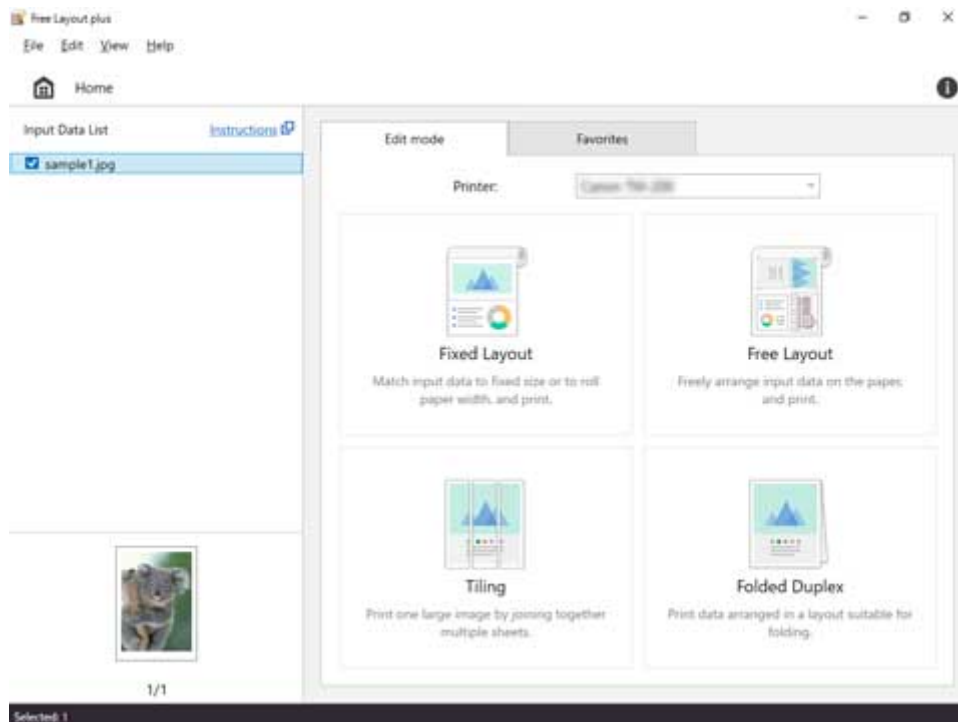 Free Layout plus
File Edit View Help
Home
Input Data List Instructions
Edit mode Favorites
sample1.jpg
Printer:
Fixed Layout
Match input data to fixed size or to roll
paper width, and print.
Free Layout
Freely arrange input data on the paper,
and print.
Tiling
Print one large image by joining together
multiple sheets.
Folded Duplex
Print data arranged in a layout suitable for
folding.
1/1
Selected: 1